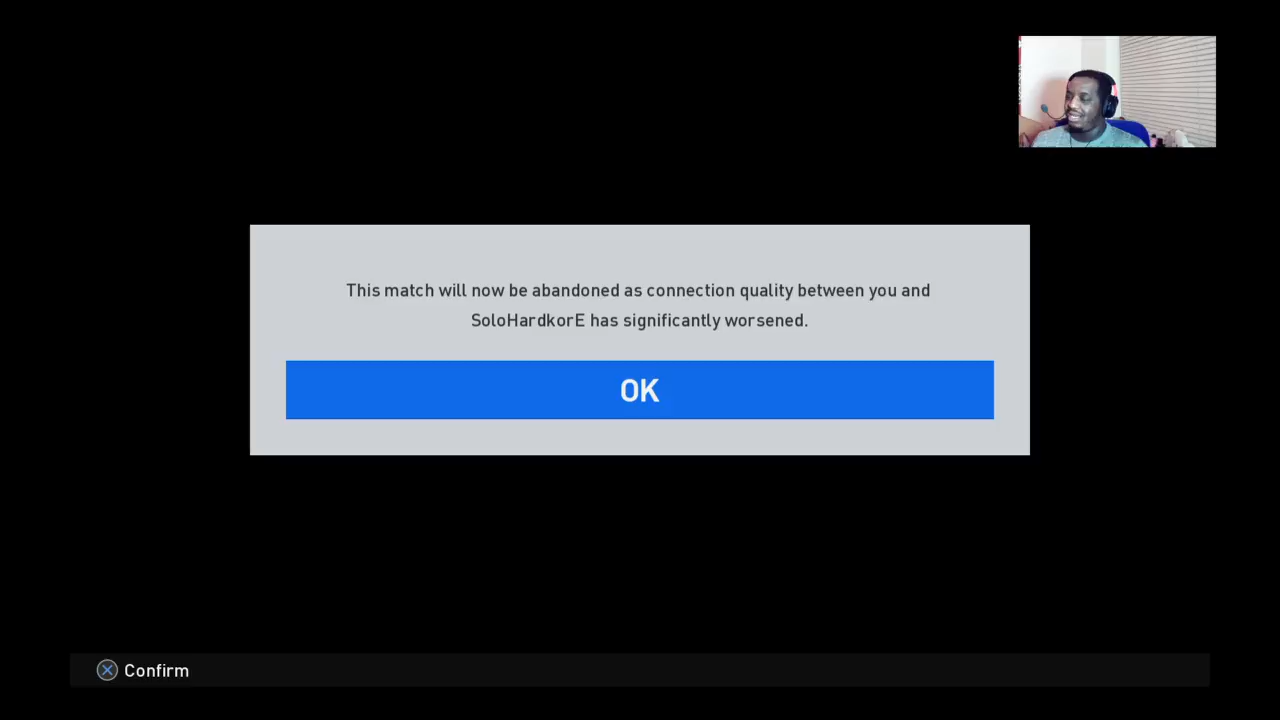 This match will now be abandoned as connection quality between you and
SoloHardkorE has significantly worsened.
OK
Confirm